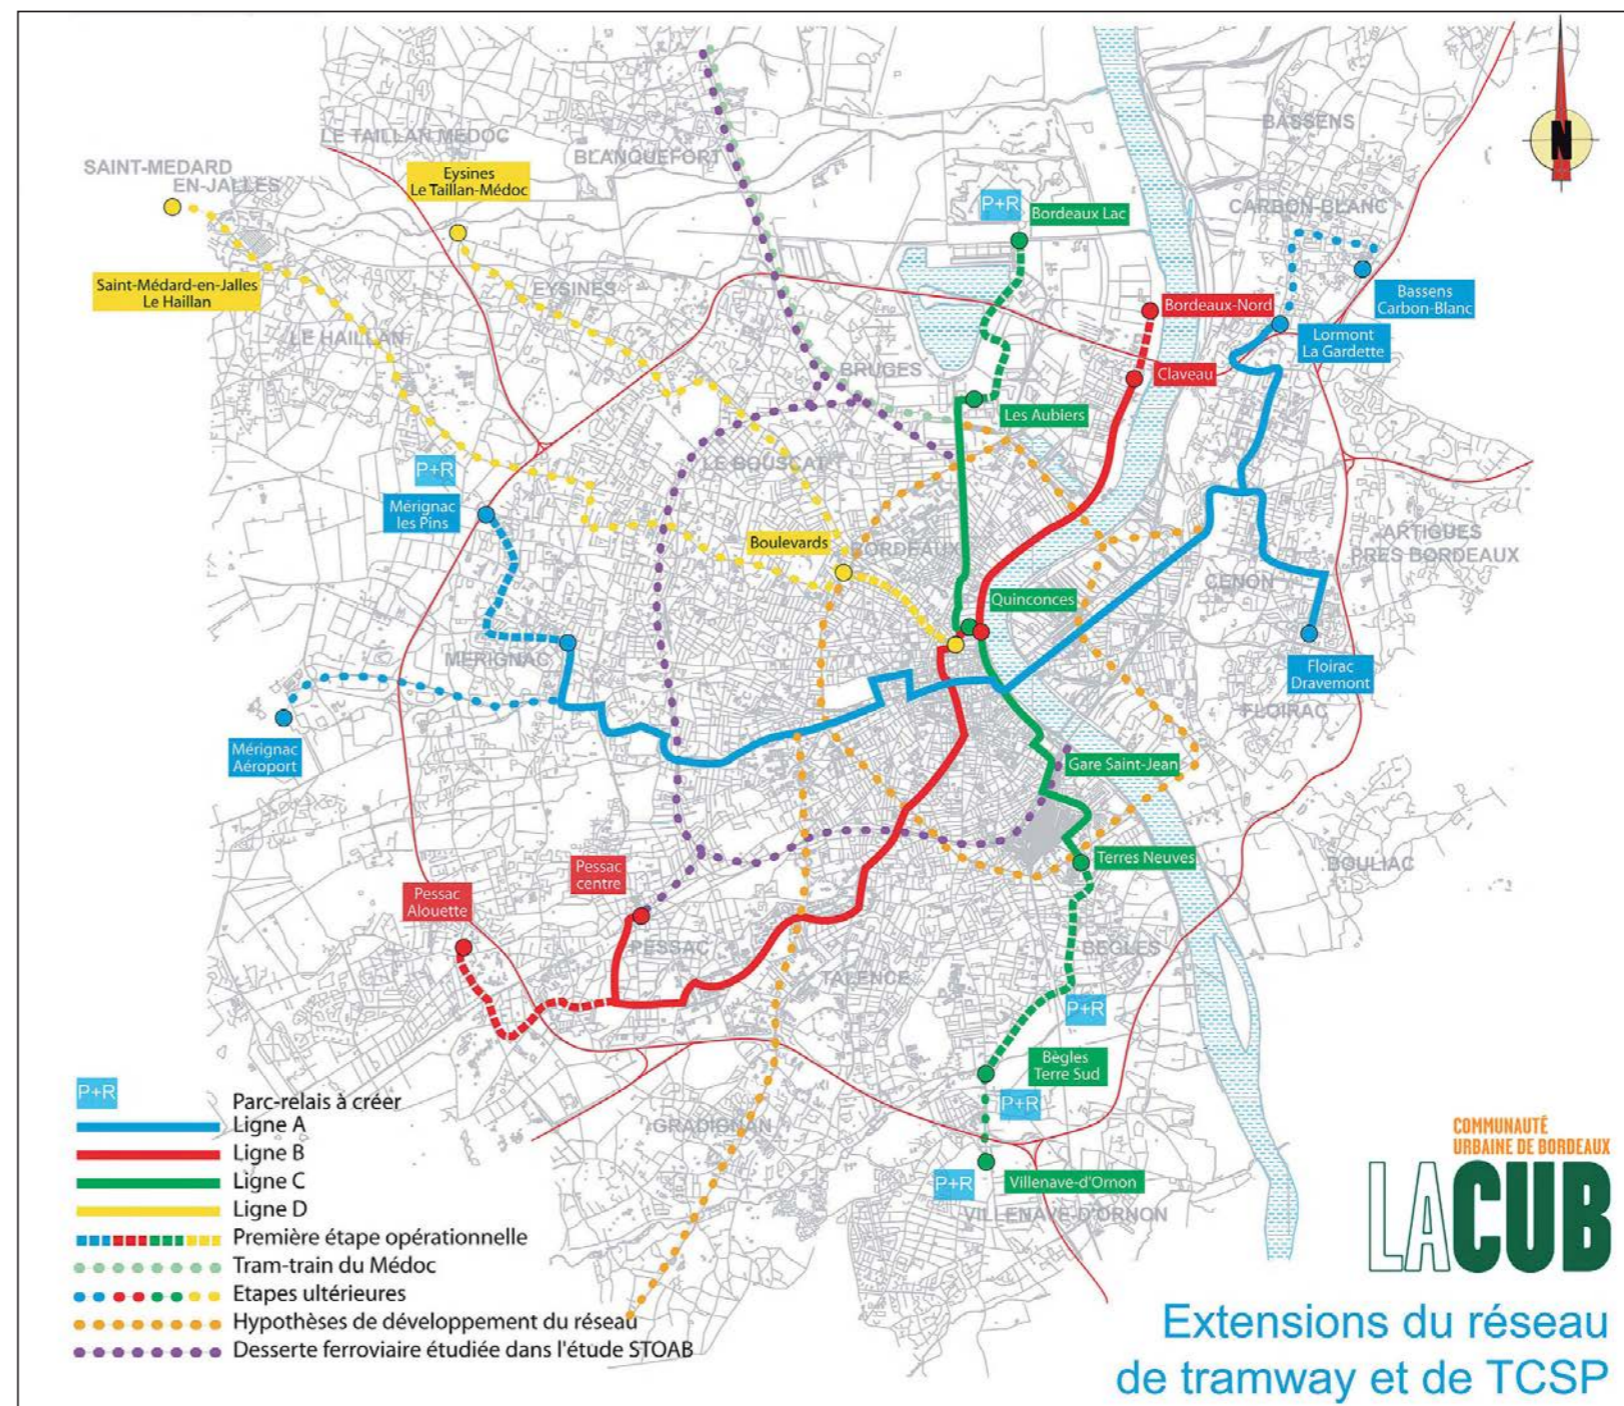 LE TAILLAN MEDOC
BASSENS
N
SAINT-MEDARD
EN-JALLES
BLANQUEFORT
Eysines
Le Taillan-Médoc
P+R
Bordeaux Lac
CARBON-BLANC
Saint-Médard-en-Jalles
Le Haillan
EYSINES
Bordeaux-Nord
Bassens
Carbon-Blanc
LE HAILLAN
Lormont
La Gardette
BRUGES
Claveau
Les Aubiers
P+R
LE BOUSCAT
Mérignac
les Pins
Boulevards
BORDEAUX
ARTIGUES
PRES BORDEAUX
CENON
Quinconces
MERIGNAC
Floirac
Dravemont
FLOIRAC
Mérignac
Aéroport
Gare Saint-Jean
Terres Neuves
BOULIAC
Pessac
centre
Pessac
Alouette
PESSAC
BEGLES
TALENCE
P+R
Bègles
Terre Sud
P+R
GRADIGNAN
P+R
Villenave-d'Ornon
VILLENAVE-D'ORNON
P+R
Parc-relais à créer
Ligne A
Ligne B
Ligne C
Ligne D
Première étape opérationnelle
Tram-train du Médoc
Etapes ultérieures
Hypothèses de développement du réseau
Desserte ferroviaire étudiée dans l'étude STOAB
COMMUNAUTÉ
URBAINE DE BORDEAUX
LACUB
Extensions du réseau
de tramway et de TCSP